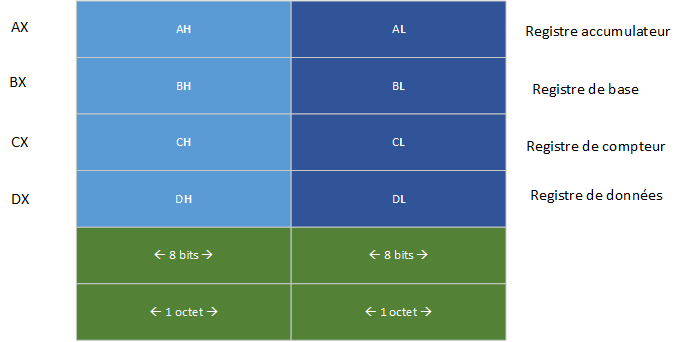 AX AH AL Registre accumulateur
BX BH BL Registre de base
CX CH CL Registre de compteur
DX DH DL Registre de données
← 8 bits → ← 8 bits →
← 1 octet → ← 1 octet →